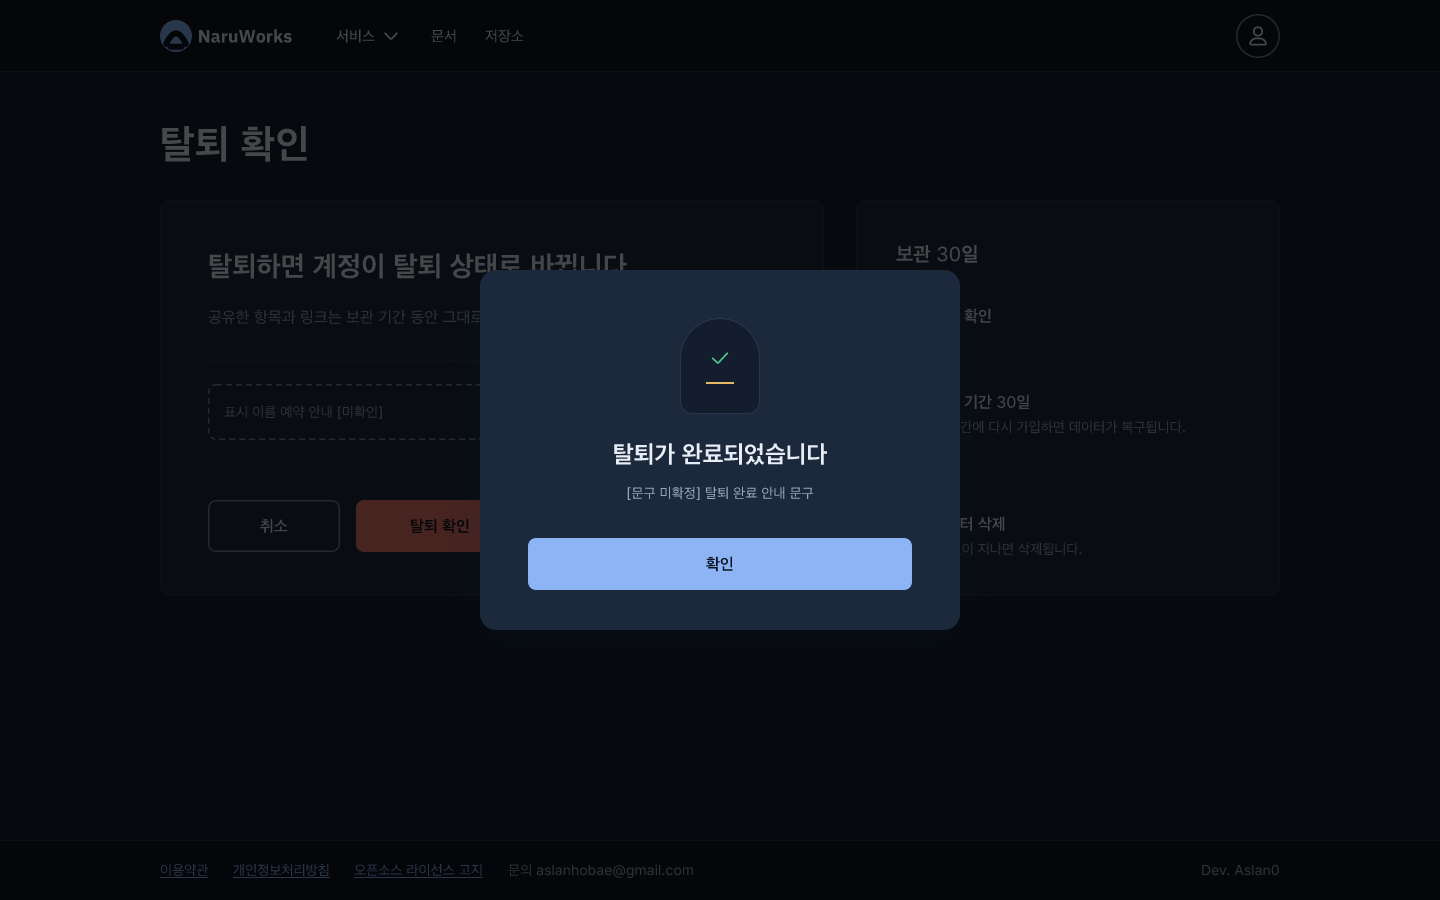 NaruWorks
서비스
문서
저장소
탈퇴 확인
탈퇴하면 계정이 탈퇴 상태로 바뀝니다
공유한 항목과 링크는 보관 기간 동안 그대로
표시 이름 예약 안내 [미확인]
취소
탈퇴 확인
보관 30일
확인
기간 30일
간에 다시 가입하면 데이터가 복구됩니다.
터 삭제
이 지나면 삭제됩니다.
탈퇴가 완료되었습니다
[문구 미확정] 탈퇴 완료 안내 문구
확인
이용약관
개인정보처리방침
오픈소스 라이선스 고지
문의 aslanhobae@gmail.com
Dev. Aslan0